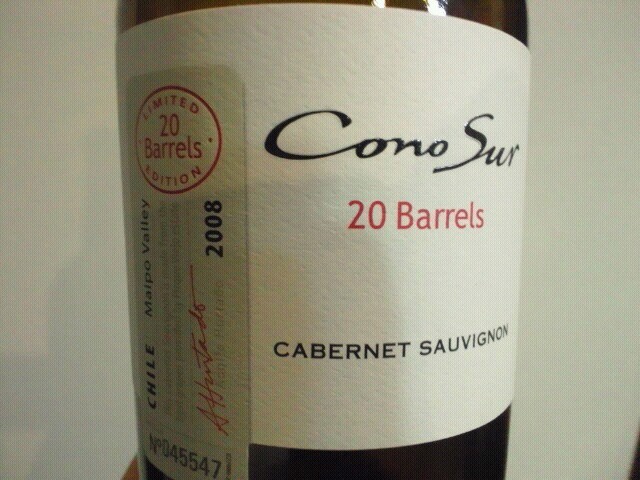 LIMITED
20
Barrels
EDITION
CHILE Maipo Valley
2008
Nº045547
Cono Sur
20 Barrels
CABERNET SAUVIGNON